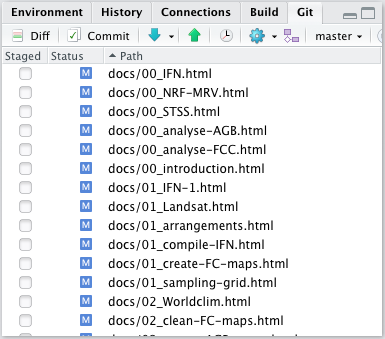 Environment History Connections Build Git
Diff Commit master
Staged Status Path
M docs/00_IFN.html
M docs/00_NRF-MRV.html
M docs/00_STSS.html
M docs/00_analyse-AGB.html
M docs/00_analyse-FCC.html
M docs/00_introduction.html
M docs/01_IFN-1.html
M docs/01_Landsat.html
M docs/01_arrangements.html
M docs/01_compile-IFN.html
M docs/01_create-FC-maps.html
M docs/01_sampling-grid.html
M docs/02_Worldclim.html
M docs/02_clean-FC-maps.html